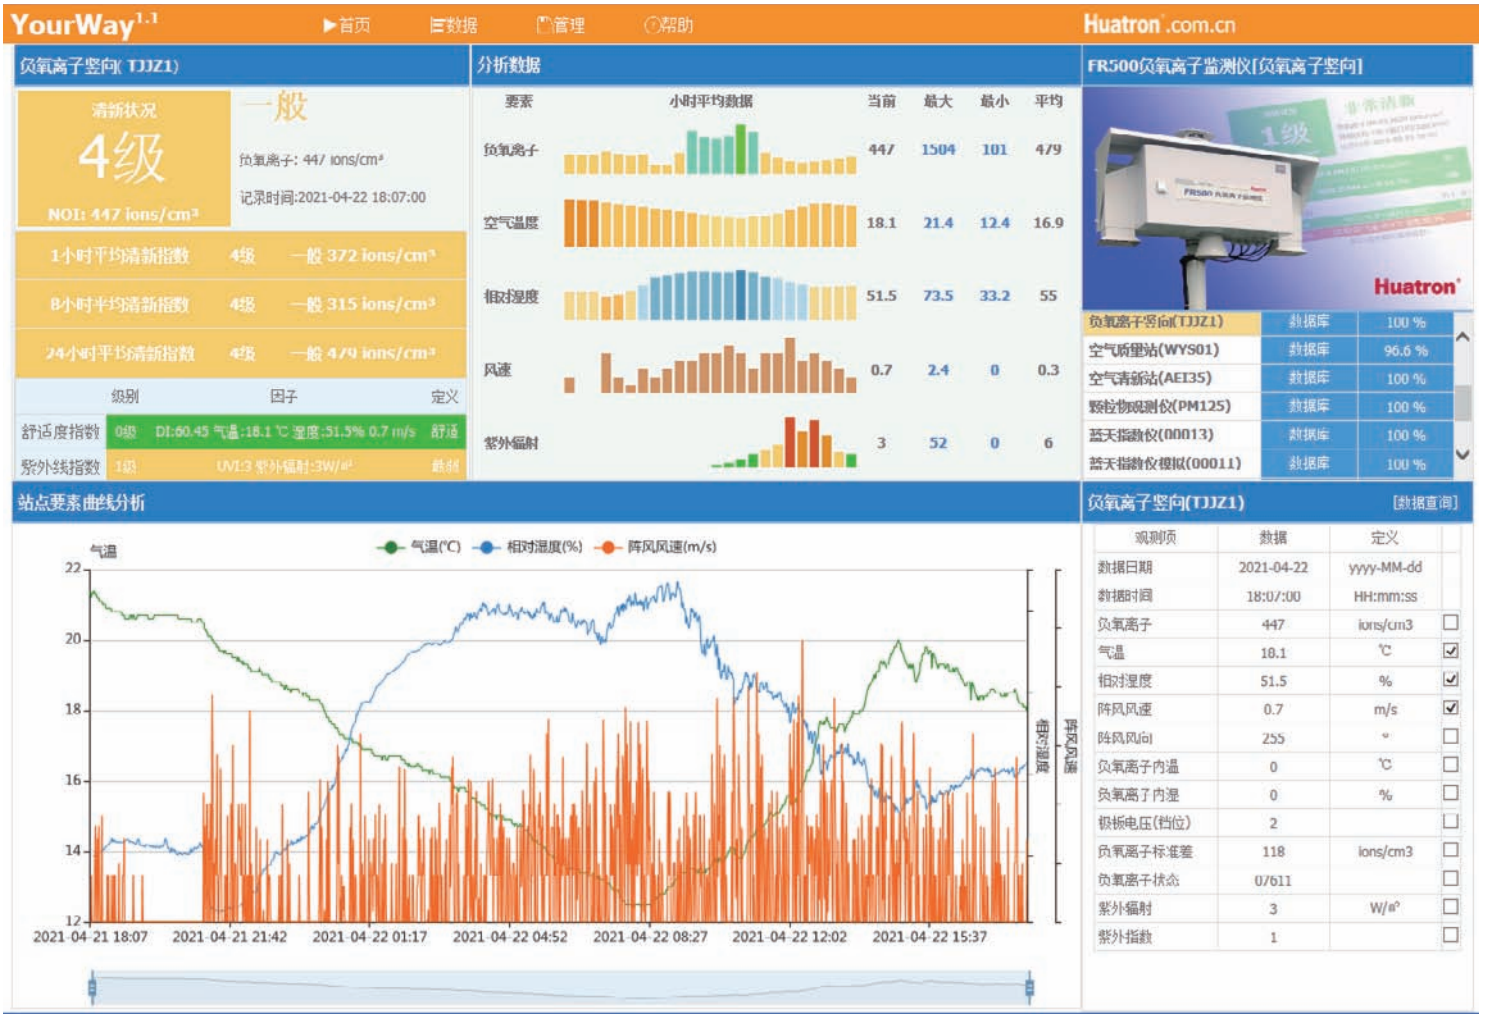 YourWay1.1
首页
数据
管理
帮助
Huatron .com.cn
负氧离子竖向( TJJZ1)
清新状况
4级
NOI: 447 ions/cm³
一般
负氧离子: 447 ions/cm³
记录时间:2021-04-22 18:07:00
1小时平均清新指数 4级 一般 372 ions/cm³
8小时平均清新指数 4级 一般 315 ions/cm³
24小时平均清新指数 4级 一般 479 ions/cm³
级别 因子 定义
舒适度指数 0级 DI:60.45 气温:18.1 ℃ 湿度:51.5% 0.7 m/s 舒适
紫外线指数 1级 UVI:3 紫外辐射:3W/㎡ 最弱
分析数据
要素 小时平均数据 当前 最大 最小 平均
负氧离子 447 1504 101 479
空气温度 18.1 21.4 12.4 16.9
相对湿度 51.5 73.5 33.2 55
风速 0.7 2.4 0 0.3
紫外辐射 3 52 0 6
FR500负氧离子监测仪[负氧离子竖向]
1级
非常清新
FR500
Huatron
负氧离子竖向(TJJZ1) 数据库 100 %
空气质量站(WYS01) 数据库 96.6 %
空气清新站(AEI35) 数据库 100 %
颗粒物观测仪(PM125) 数据库 100 %
蓝天指数仪(00013) 数据库 100 %
蓝天指数仪模拟(00011) 数据库 100 %
站点要素曲线分析
气温
气温(℃) 相对湿度(%) 阵风风速(m/s)
22
20
18
16
14
12
相对湿度
阵风风速
2021-04-21 18:07 2021-04-21 21:42 2021-04-22 01:17 2021-04-22 04:52 2021-04-22 08:27 2021-04-22 12:02 2021-04-22 15:37
负氧离子竖向(TJJZ1) [数据查询]
观测项 数据 定义
数据日期 2021-04-22 yyyy-MM-dd
数据时间 18:07:00 HH:mm:ss
负氧离子 447 ions/cm3
气温 18.1 ℃
相对湿度 51.5 %
阵风风速 0.7 m/s
阵风风向 255 °
负氧离子内温 0 ℃
负氧离子内湿 0 %
极板电压(档位) 2
负氧离子标准差 118 ions/cm3
负氧离子状态 07611
紫外辐射 3 W/㎡
紫外指数 1